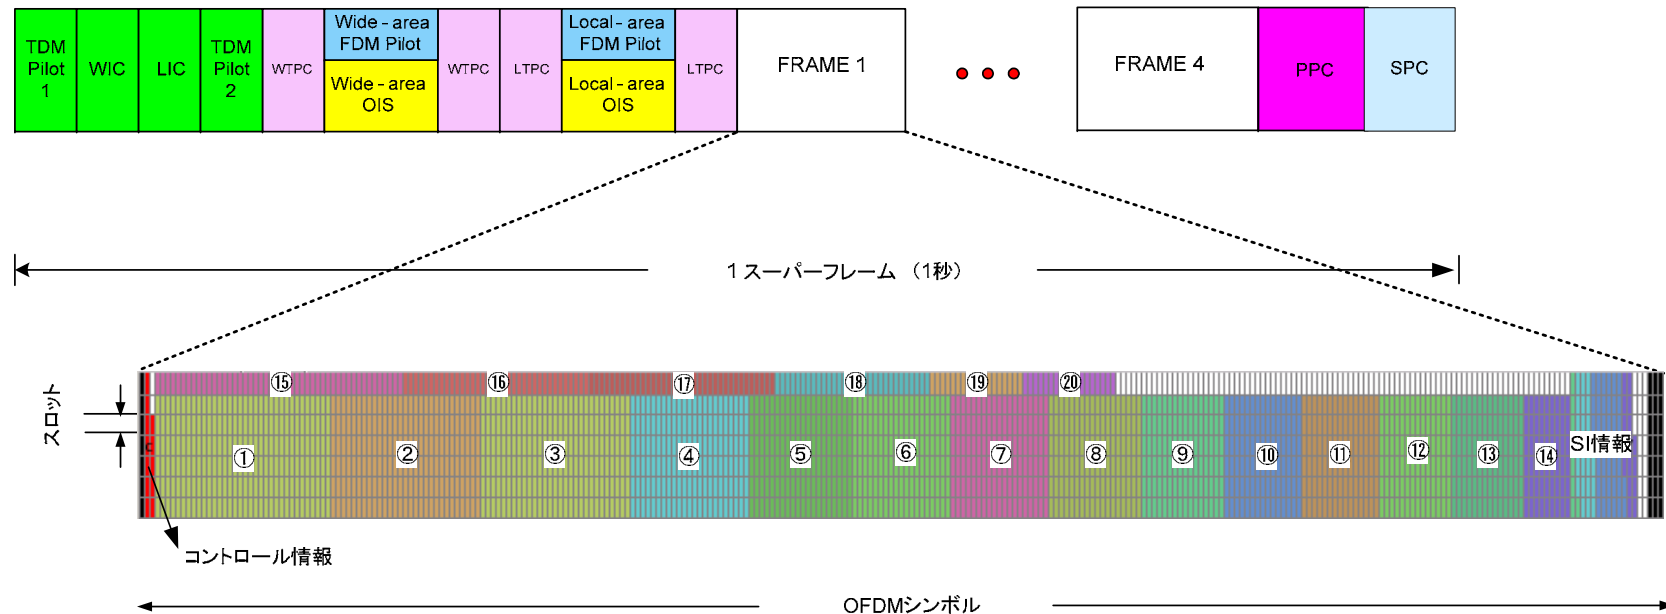 TDM
Pilot
1
WIC
LIC
TDM
Pilot
2
WTPC
Wide-area
FDM Pilot
Wide-area
OIS
WTPC
LTPC
Local-area
FDM Pilot
Local-area
OIS
LTPC
FRAME 1
FRAME 4
PPC
SPC
1スーパーフレーム (1秒)
スロット
⑮
⑯
⑰
⑱
⑲
⑳
C
①
②
③
④
⑤
⑥
⑦
⑧
⑨
⑩
⑪
⑫
⑬
⑭
SI情報
コントロール情報
OFDMシンボル